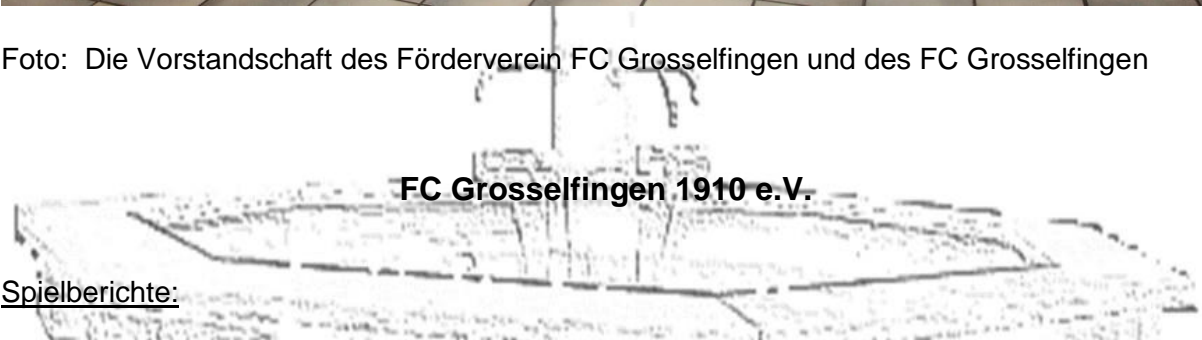 Foto: Die Vorstandschaft des Förderverein FC Grosselfingen und des FC Grosselfingen
FC Grosselfingen 1910 e.V.
Spielberichte: